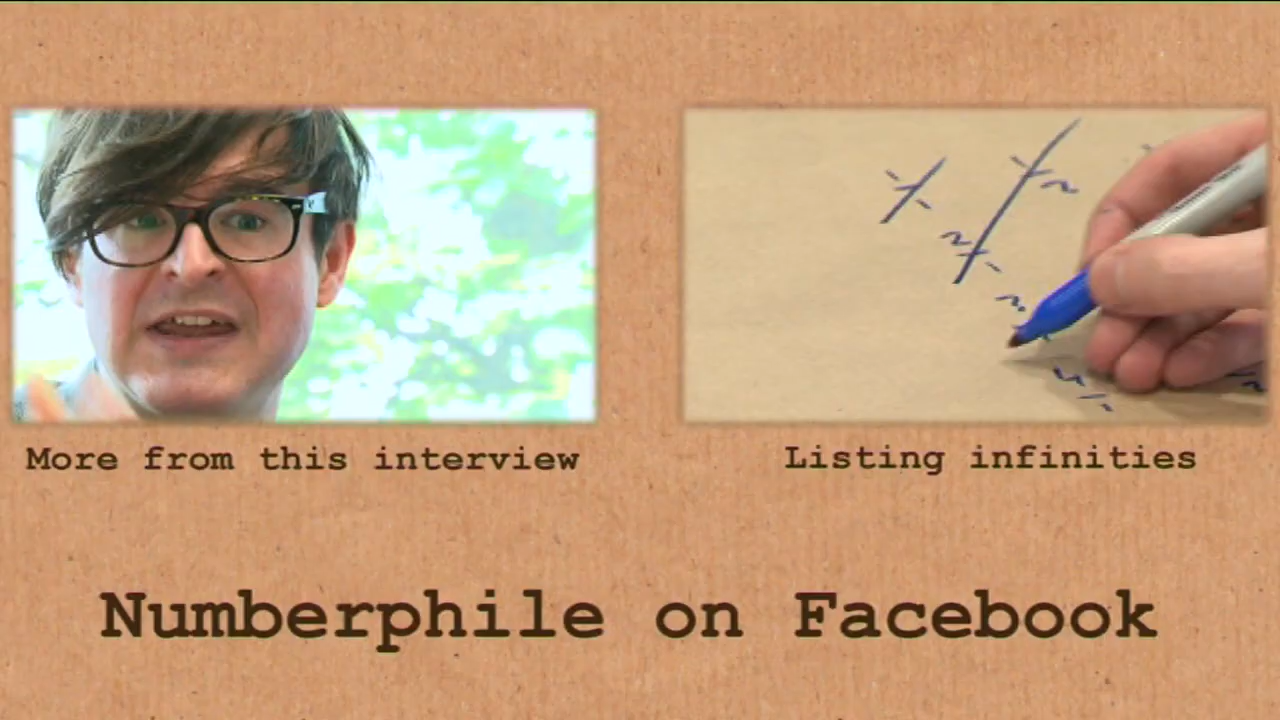 More from this interview
Listing infinities
Numberphile on Facebook